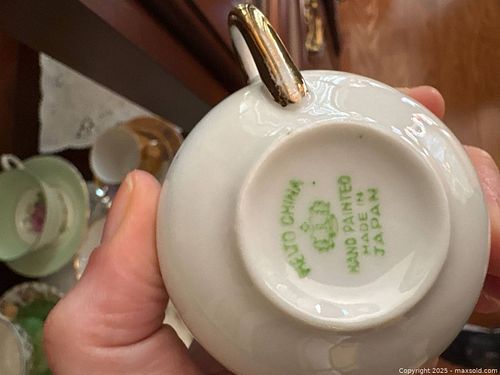 CHINA
HAND PAINTED
MADE IN
JAPAN
Copyright 2025 - maxsold.com